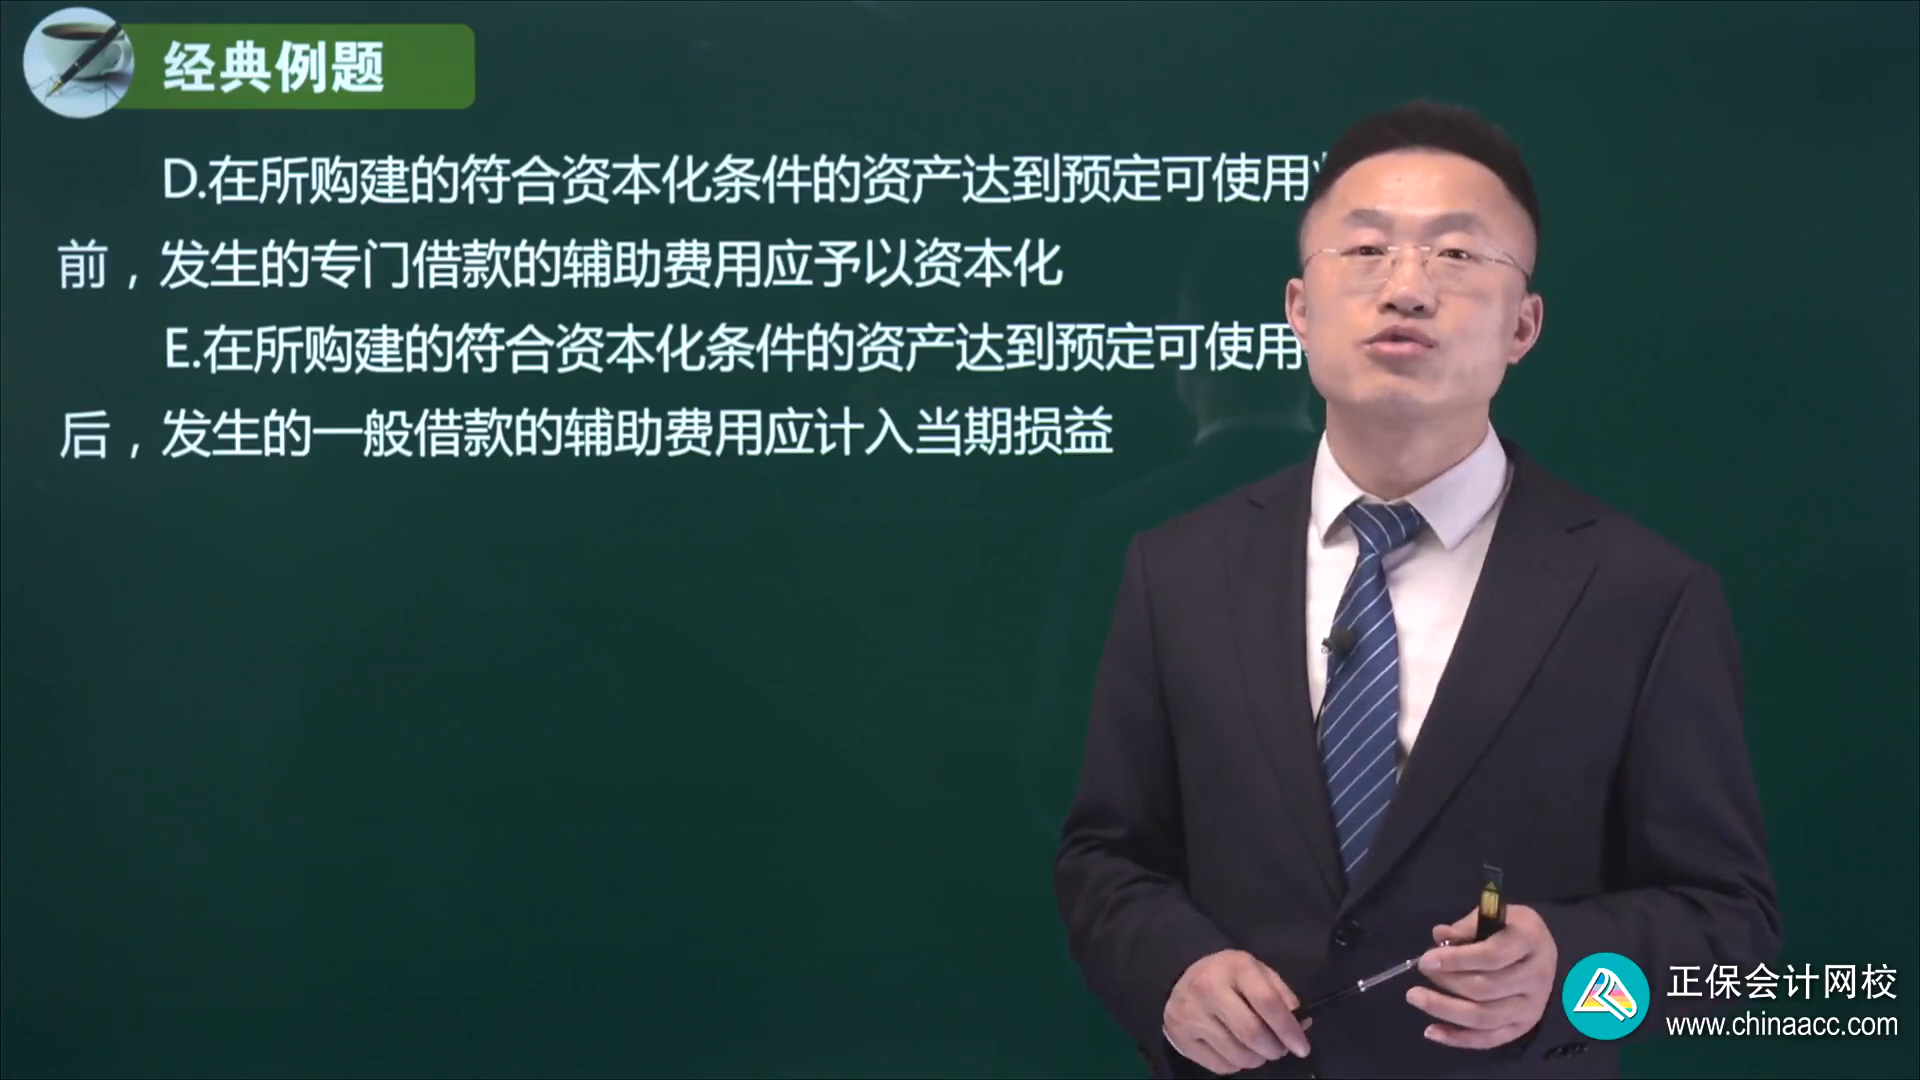 经典例题
D.在所购建的符合资本化条件的资产达到预定可使用
前，发生的专门借款的辅助费用应予以资本化
E.在所购建的符合资本化条件的资产达到预定可使用
后，发生的一般借款的辅助费用应计入当期损益
正保会计网校
www.chinaacc.com